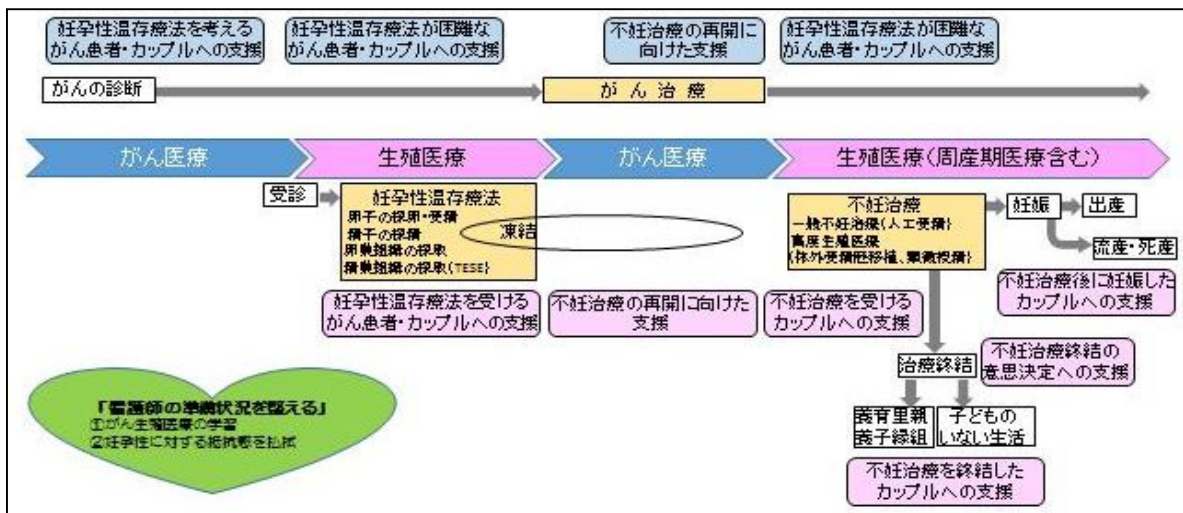 妊孕性温存療法を考える
がん患者・カップルへの支援
妊孕性温存療法が困難な
がん患者・カップルへの支援
不妊治療の再開に
向けた支援
妊孕性温存療法が困難な
がん患者・カップルへの支援
がんの診断
がん治療
がん医療
生殖医療
がん医療
生殖医療(周産期医療含む)
受診
妊孕性温存療法
卵子の採卵・受精
精子の採精
卵巣組織の採取
精巣組織の採取(TESE)
凍結
不妊治療
一般不妊治療(人工受精)
高度生殖医療
(体外受精胚移植、顕微授精)
妊娠
出産
流産・死産
妊孕性温存療法を受ける
がん患者・カップルへの支援
不妊治療の再開に向けた
支援
不妊治療を受ける
カップルへの支援
不妊治療後に妊娠した
カップルへの支援
治療終結
不妊治療終結の
意思決定への支援
養育里親
養子縁組
子どもの
いない生活
不妊治療を終結した
カップルへの支援
「看護師の準備状況を整える」
①がん生殖医療の学習
②妊孕性に対する抵抗感を払拭